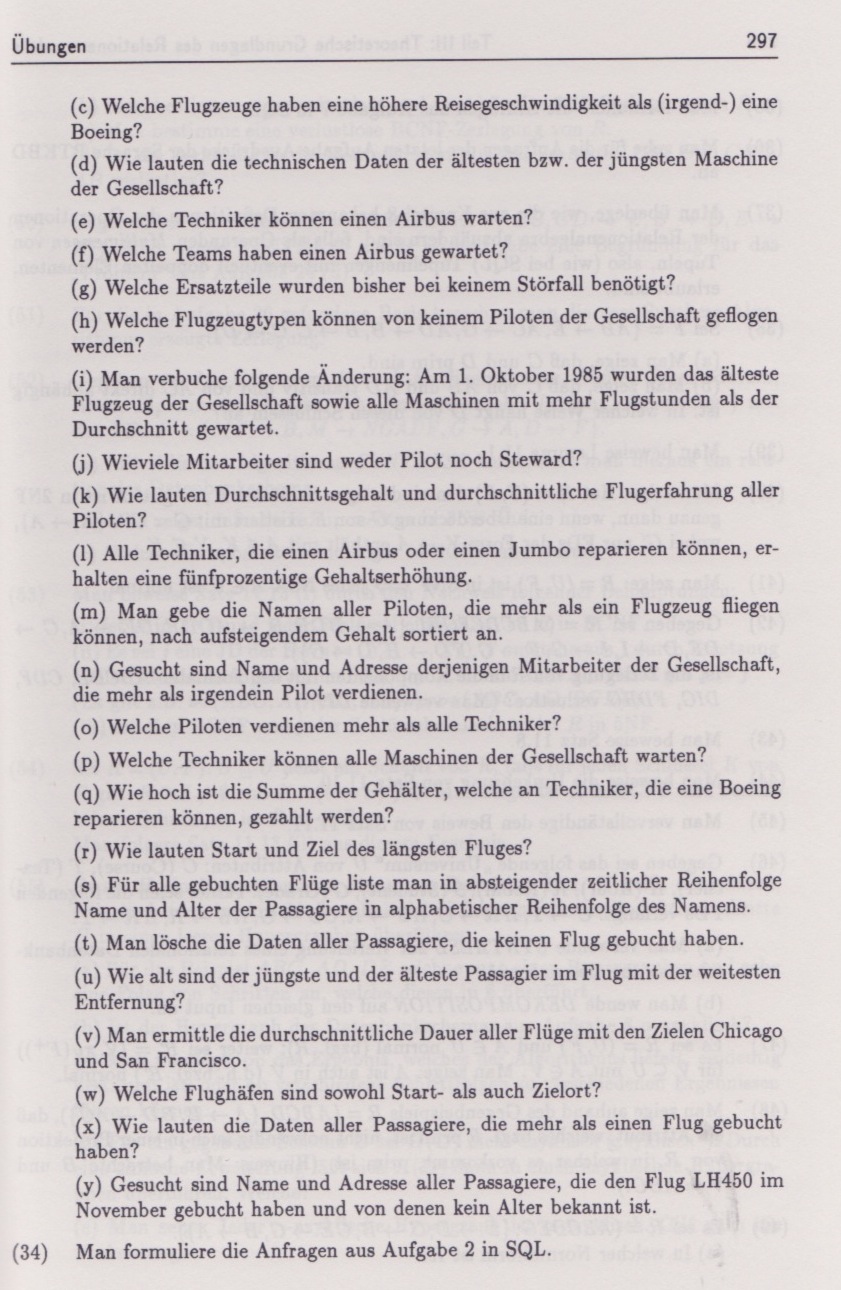 Übungen 297
(c) Welche Flugzeuge haben eine höhere Reisegeschwindigkeit als (irgend-) eine
Boeing?
(d) Wie lauten die technischen Daten der ältesten bzw. der jüngsten Maschine
der Gesellschaft?
(e) Welche Techniker können einen Airbus warten?
(f) Welche Teams haben einen Airbus gewartet?
(g) Welche Ersatzteile wurden bisher bei keinem Störfall benötigt?
(h) Welche Flugzeugtypen können von keinem Piloten der Gesellschaft geflogen
werden?
(i) Man verbuche folgende Änderung: Am 1. Oktober 1985 wurden das älteste
Flugzeug der Gesellschaft sowie alle Maschinen mit mehr Flugstunden als der
Durchschnitt gewartet.
(j) Wieviele Mitarbeiter sind weder Pilot noch Steward?
(k) Wie lauten Durchschnittsgehalt und durchschnittliche Flugerfahrung aller
Piloten?
(l) Alle Techniker, die einen Airbus oder einen Jumbo reparieren können, er-
halten eine fünfprozentige Gehaltserhöhung.
(m) Man gebe die Namen aller Piloten, die mehr als ein Flugzeug fliegen
können, nach aufsteigendem Gehalt sortiert an.
(n) Gesucht sind Name und Adresse derjenigen Mitarbeiter der Gesellschaft,
die mehr als irgendein Pilot verdienen.
(o) Welche Piloten verdienen mehr als alle Techniker?
(p) Welche Techniker können alle Maschinen der Gesellschaft warten?
(q) Wie hoch ist die Summe der Gehälter, welche an Techniker, die eine Boeing
reparieren können, gezahlt werden?
(r) Wie lauten Start und Ziel des längsten Fluges?
(s) Für alle gebuchten Flüge liste man in absteigender zeitlicher Reihenfolge
Name und Alter der Passagiere in alphabetischer Reihenfolge des Namens.
(t) Man lösche die Daten aller Passagiere, die keinen Flug gebucht haben.
(u) Wie alt sind der jüngste und der älteste Passagier im Flug mit der weitesten
Entfernung?
(v) Man ermittle die durchschnittliche Dauer aller Flüge mit den Zielen Chicago
und San Francisco.
(w) Welche Flughäfen sind sowohl Start- als auch Zielort?
(x) Wie lauten die Daten aller Passagiere, die mehr als einen Flug gebucht
haben?
(y) Gesucht sind Name und Adresse aller Passagiere, die den Flug LH450 im
November gebucht haben und von denen kein Alter bekannt ist.
(34) Man formuliere die Anfragen aus Aufgabe 2 in SQL.